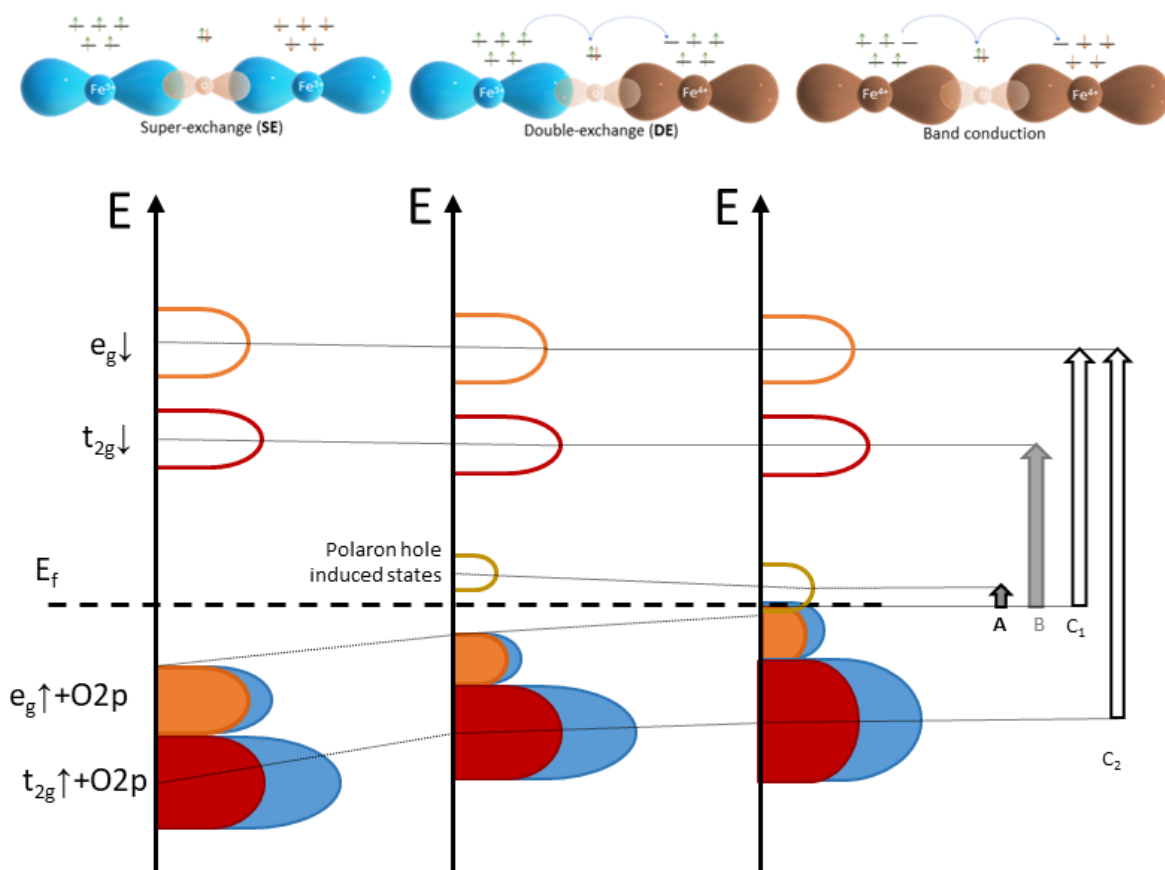 Fe3+ O Fe3+
Fe3+ O Fe4+
Fe4+ O Fe4+
Super-exchange (SE)
Double-exchange (DE)
Band conduction
E
E
E
eg↓
t2g↓
Polaron hole
induced states
Ef
A
B
C1
eg↑+O2p
C2
t2g↑+O2p